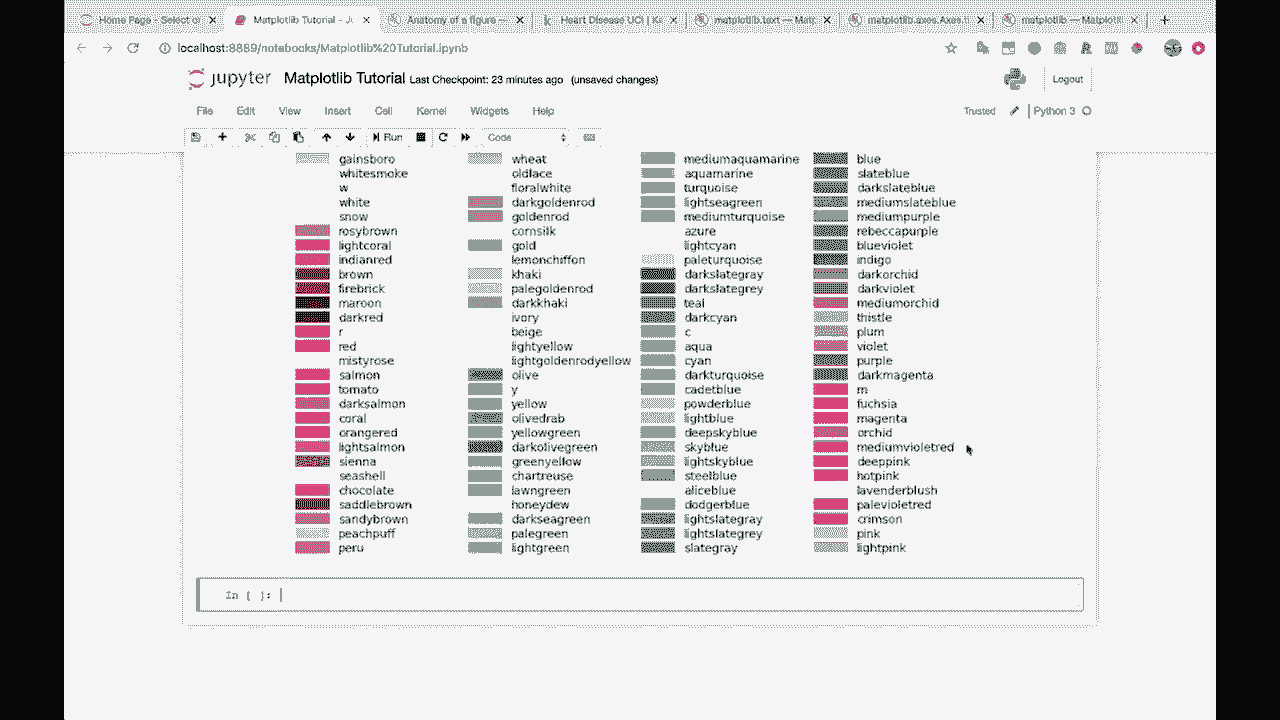 Home Page - Select or
Matplotlib Tutorial - Ju
Anatomy of a figure —
Heart Disease UCI | K
matplotlib.text — Mat
matplotlib.axes.Axes.t
matplotlib — Matplotl
localhost:8889/notebooks/Matplotlib%20Tutorial.ipynb
jupyter Matplotlib Tutorial Last Checkpoint: 23 minutes ago (unsaved changes)
Logout
File Edit View Insert Cell Kernel Widgets Help
Trusted Python 3
Run Code
gainsboro wheat mediumaquamarine blue
whitesmoke oldlace aquamarine slateblue
w floralwhite turquoise darkslateblue
white darkgoldenrod lightseagreen mediumslateblue
snow goldenrod mediumturquoise mediumpurple
rosybrown cornsilk azure rebeccapurple
lightcoral gold lightcyan blueviolet
indianred lemonchiffon paleturquoise indigo
brown khaki darkslategray darkorchid
firebrick palegoldenrod darkslategrey darkviolet
maroon darkkhaki teal mediumorchid
darkred ivory darkcyan thistle
r beige c plum
red lightyellow aqua violet
mistyrose lightgoldenrodyellow cyan purple
salmon olive darkturquoise darkmagenta
tomato y cadetblue m
darksalmon yellow powderblue fuchsia
coral olivedrab lightblue magenta
orangered yellowgreen deepskyblue orchid
lightsalmon darkolivegreen skyblue mediumvioletred
sienna greenyellow lightskyblue deeppink
seashell chartreuse steelblue hotpink
chocolate lawngreen aliceblue lavenderblush
saddlebrown honeydew dodgerblue palevioletred
sandybrown darkseagreen lightslategray crimson
peachpuff palegreen lightslategrey pink
peru lightgreen slategray lightpink
In [ ]: